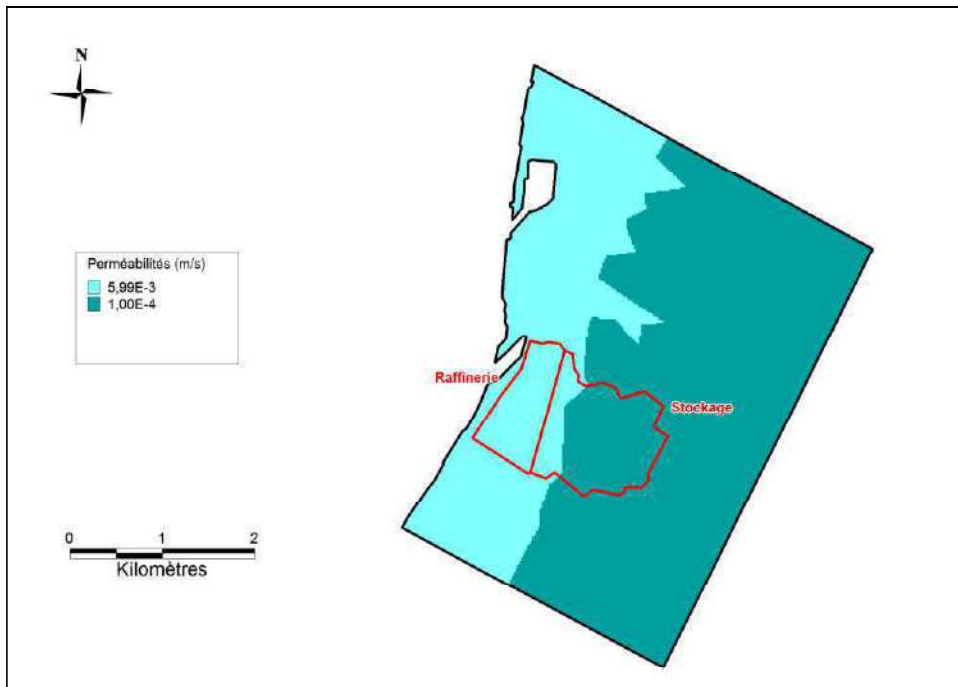 N
Perméabilités (m/s)
5,99E-3
1,00E-4
Raffinerie
Stockage
0 1 2
Kilomètres